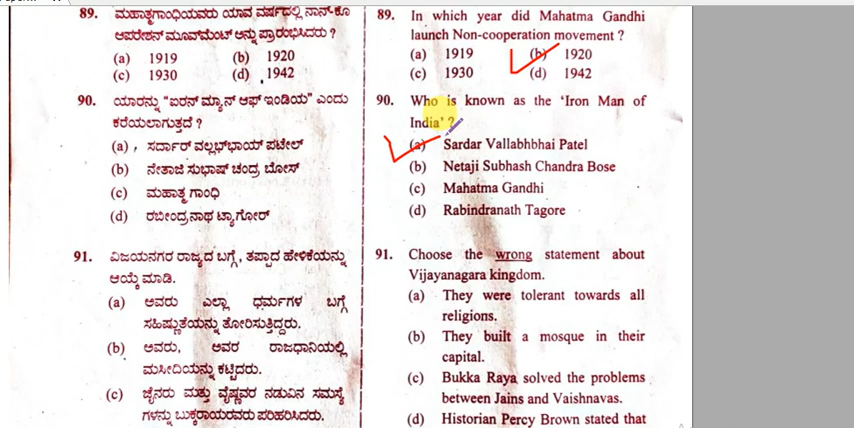 89. ಮಹಾತ್ಮಗಾಂಧಿಯವರು ಯಾವ ವರ್ಷದಲ್ಲಿ ನಾನ್-ಕೂ
ಆಪರೇಶನ್ ಮೂವ್‌ಮೆಂಟ್ ಅನ್ನು ಪ್ರಾರಂಭಿಸಿದರು ?
(a) 1919 (b) 1920
(c) 1930 (d) 1942
90. ಯಾರನ್ನು "ಐರನ್ ಮ್ಯಾನ್ ಆಫ್ ಇಂಡಿಯ" ಎಂದು
ಕರೆಯಲಾಗುತ್ತದೆ ?
(a) ಸರ್ದಾರ್ ವಲ್ಲಭ್‌ಭಾಯ್ ಪಟೇಲ್
(b) ನೇತಾಜಿ ಸುಭಾಷ್ ಚಂದ್ರ ಬೋಸ್
(c) ಮಹಾತ್ಮ ಗಾಂಧಿ
(d) ರಬೀಂದ್ರನಾಥ ಟ್ಯಾಗೋರ್
91. ವಿಜಯನಗರ ರಾಜ್ಯದ ಬಗ್ಗೆ, ತಪ್ಪಾದ ಹೇಳಿಕೆಯನ್ನು
ಆಯ್ಕೆ ಮಾಡಿ.
(a) ಅವರು ಎಲ್ಲಾ ಧರ್ಮಗಳ ಬಗ್ಗೆ
ಸಹಿಷ್ಣುತೆಯನ್ನು ತೋರಿಸುತ್ತಿದ್ದರು.
(b) ಅವರು, ಅವರ ರಾಜಧಾನಿಯಲ್ಲಿ
ಮಸೀದಿಯನ್ನು ಕಟ್ಟಿದರು.
(c) ಜೈನರು ಮತ್ತು ವೈಷ್ಣವರ ನಡುವಿನ ಸಮಸ್ಯೆ
ಗಳನ್ನು ಬುಕ್ಕರಾಯರವರು ಪರಿಹರಿಸಿದರು.
89. In which year did Mahatma Gandhi
launch Non-cooperation movement ?
(a) 1919 (b) 1920
(c) 1930 (d) 1942
90. Who is known as the 'Iron Man of
India' ?
(a) Sardar Vallabhbhai Patel
(b) Netaji Subhash Chandra Bose
(c) Mahatma Gandhi
(d) Rabindranath Tagore
91. Choose the wrong statement about
Vijayanagara kingdom.
(a) They were tolerant towards all
religions.
(b) They built a mosque in their
capital.
(c) Bukka Raya solved the problems
between Jains and Vaishnavas.
(d) Historian Percy Brown stated that